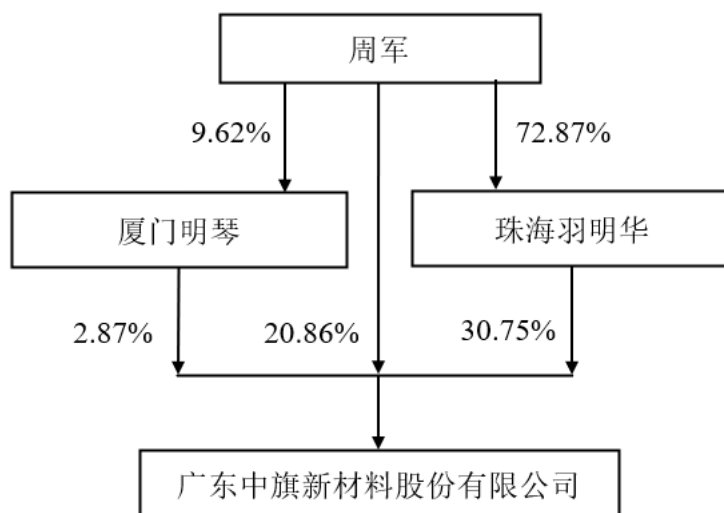 周军
9.62%
72.87%
厦门明琴
珠海羽明华
2.87%
20.86%
30.75%
广东中旗新材料股份有限公司